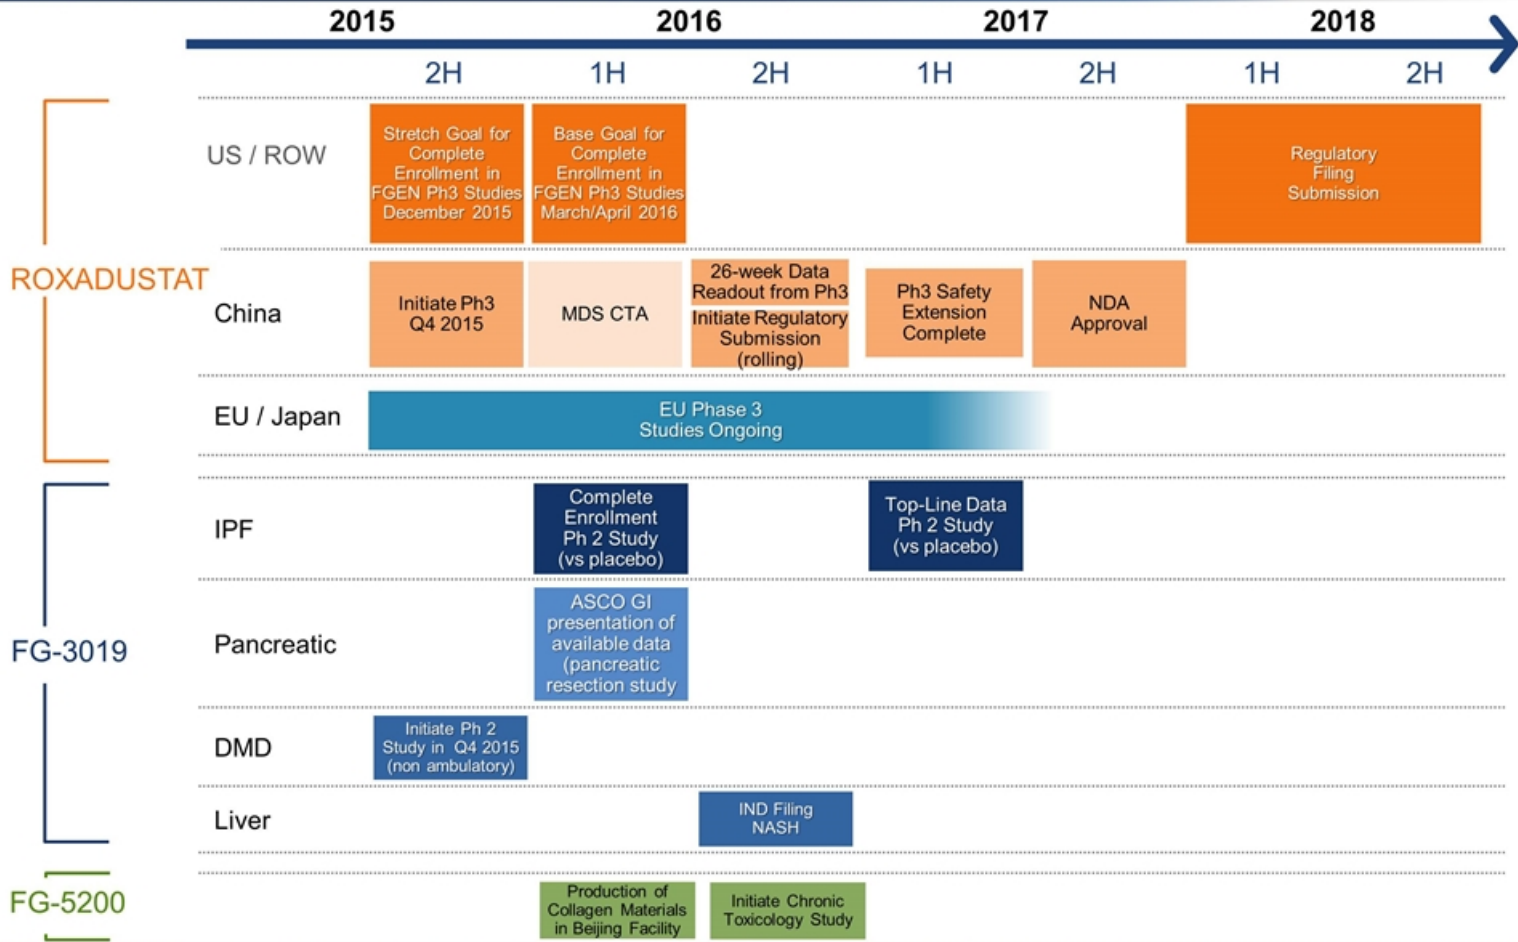 2015 2016 2017 2018
2H 1H 2H 1H 2H 1H 2H
ROXADUSTAT
US / ROW
Stretch Goal for
Complete
Enrollment in
FGEN Ph3 Studies
December 2015
Base Goal for
Complete
Enrollment in
FGEN Ph3 Studies
March/April 2016
Regulatory
Filing
Submission
China
Initiate Ph3
Q4 2015
MDS CTA
26-week Data
Readout from Ph3
Initiate Regulatory
Submission
(rolling)
Ph3 Safety
Extension
Complete
NDA
Approval
EU / Japan
EU Phase 3
Studies Ongoing
FG-3019
IPF
Complete
Enrollment
Ph 2 Study
(vs placebo)
Top-Line Data
Ph 2 Study
(vs placebo)
Pancreatic
ASCO GI
presentation of
available data
(pancreatic
resection study
DMD
Initiate Ph 2
Study in Q4 2015
(non ambulatory)
Liver
IND Filing
NASH
FG-5200
Production of
Collagen Materials
in Beijing Facility
Initiate Chronic
Toxicology Study